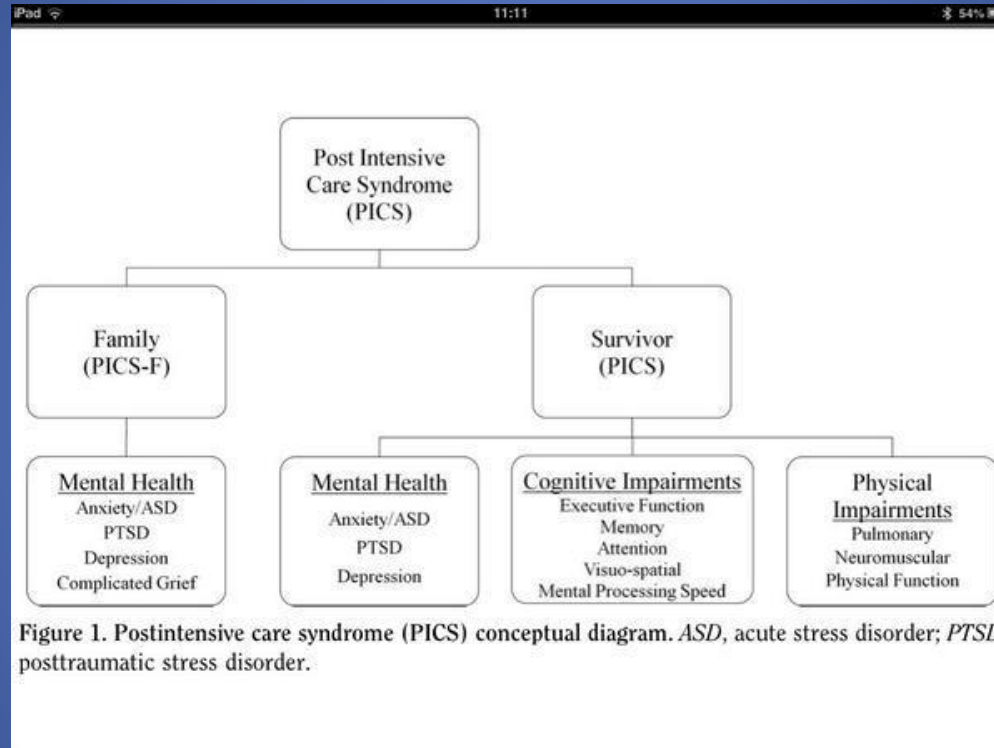 iPad 11:11 54%
Post Intensive
Care Syndrome
(PICS)
Family
(PICS-F)
Survivor
(PICS)
Mental Health
Anxiety/ASD
PTSD
Depression
Complicated Grief
Mental Health
Anxiety/ASD
PTSD
Depression
Cognitive Impairments
Executive Function
Memory
Attention
Visuo-spatial
Mental Processing Speed
Physical
Impairments
Pulmonary
Neuromuscular
Physical Function
Figure 1. Postintensive care syndrome (PICS) conceptual diagram. ASD, acute stress disorder; PTSD
posttraumatic stress disorder.